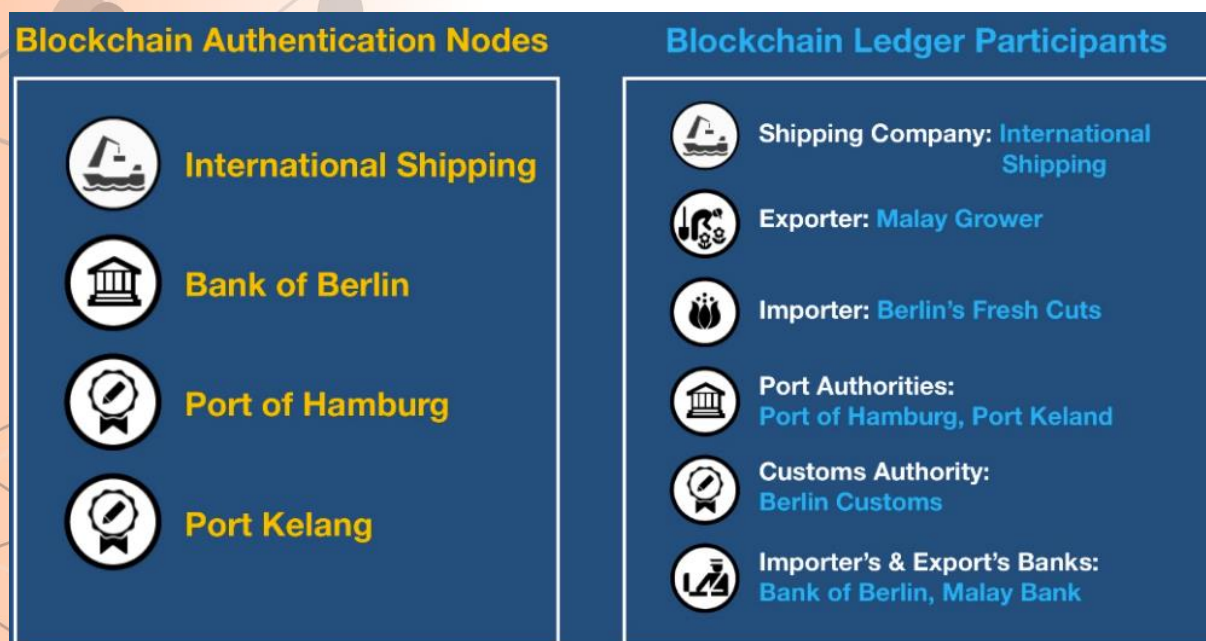 Blockchain Authentication Nodes
International Shipping
Bank of Berlin
Port of Hamburg
Port Kelang
Blockchain Ledger Participants
Shipping Company: International
Shipping
Exporter: Malay Grower
Importer: Berlin's Fresh Cuts
Port Authorities:
Port of Hamburg, Port Keland
Customs Authority:
Berlin Customs
Importer's & Export's Banks:
Bank of Berlin, Malay Bank